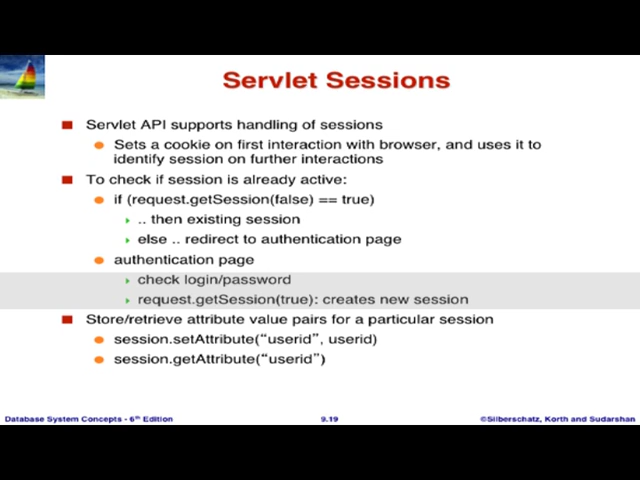 Servlet Sessions
Servlet API supports handling of sessions
Sets a cookie on first interaction with browser, and uses it to
identify session on further interactions
To check if session is already active:
if (request.getSession(false) == true)
.. then existing session
else .. redirect to authentication page
authentication page
check login/password
request.getSession(true): creates new session
Store/retrieve attribute value pairs for a particular session
session.setAttribute(“userid”, userid)
session.getAttribute(“userid”)
Database System Concepts - 6th Edition
9.19
©Silberschatz, Korth and Sudarshan